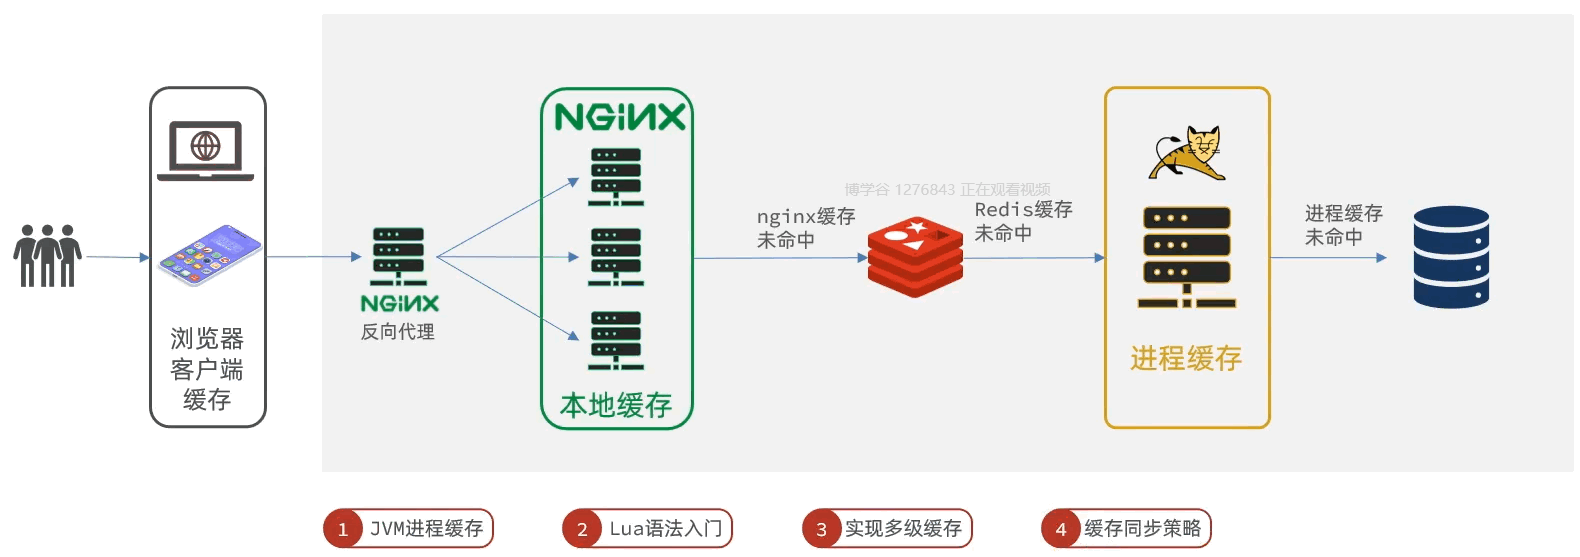 浏览器
客户端
缓存
NGINX
反向代理
NGINX
本地缓存
nginx缓存
未命中
博学谷 1276843 正在观看视频
Redis缓存
未命中
进程缓存
进程缓存
未命中
1 JVM进程缓存
2 Lua语法入门
3 实现多级缓存
4 缓存同步策略